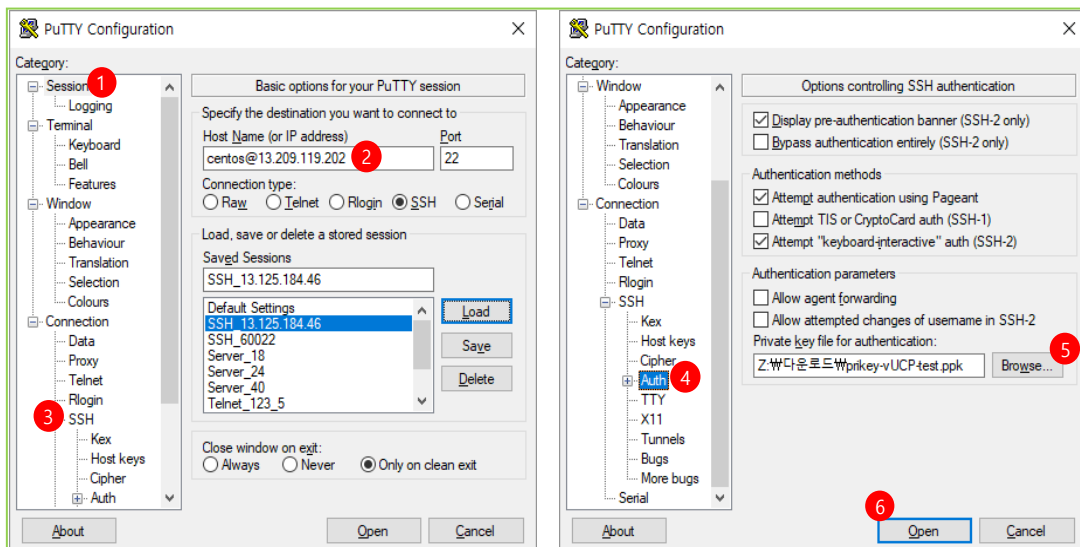 PuTTY Configuration
Category:
Session
1
Logging
Terminal
Keyboard
Bell
Features
Window
Appearance
Behaviour
Translation
Selection
Colours
Connection
Data
Proxy
Telnet
Rlogin
3
SSH
Kex
Host keys
Cipher
Auth
Basic options for your PuTTY session
Specify the destination you want to connect to
Host Name (or IP address) Port
centos@13.209.119.202 2 22
Connection type:
Raw Telnet Rlogin SSH Serial
Load, save or delete a stored session
Saved Sessions
SSH_13.125.184.46
Default Settings
SSH_13.125.184.46
SSH_60022
Server_18
Server_24
Server_40
Telnet_123_5
Load
Save
Delete
Close window on exit:
Always Never Only on clean exit
About Open Cancel
PuTTY Configuration
Category:
Window
Appearance
Behaviour
Translation
Selection
Colours
Connection
Data
Proxy
Telnet
Rlogin
SSH
Kex
Host keys
Cipher
Auth 4
TTY
X11
Tunnels
Bugs
More bugs
Serial
Options controlling SSH authentication
Display pre-authentication banner (SSH-2 only)
Bypass authentication entirely (SSH-2 only)
Authentication methods
Attempt authentication using Pageant
Attempt TIS or CryptoCard auth (SSH-1)
Attempt "keyboard-interactive" auth (SSH-2)
Authentication parameters
Allow agent forwarding
Allow attempted changes of username in SSH-2
Private key file for authentication:
5
Z:₩다운로드₩prikey-vUCP-test.ppk Browse...
6
About Open Cancel